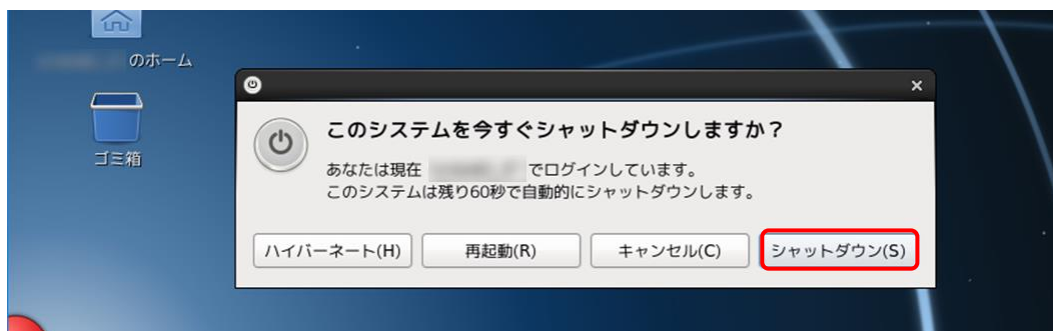 のホーム
ゴミ箱
このシステムを今すぐシャットダウンしますか？
あなたは現在 でログインしています。
このシステムは残り60秒で自動的にシャットダウンします。
ハイバーネート(H) 再起動(R) キャンセル(C) シャットダウン(S)